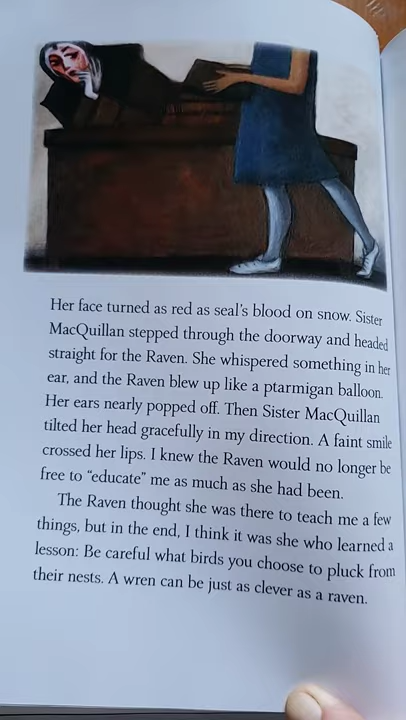 Her face turned as red as seal's blood on snow. Sister
MacQuillan stepped through the doorway and headed
straight for the Raven. She whispered something in her
ear, and the Raven blew up like a ptarmigan balloon.
Her ears nearly popped off. Then Sister MacQuillan
tilted her head gracefully in my direction. A faint smile
crossed her lips. I knew the Raven would no longer be
free to “educate” me as much as she had been.
The Raven thought she was there to teach me a few
things, but in the end, I think it was she who learned a
lesson: Be careful what birds you choose to pluck from
their nests. A wren can be just as clever as a raven.